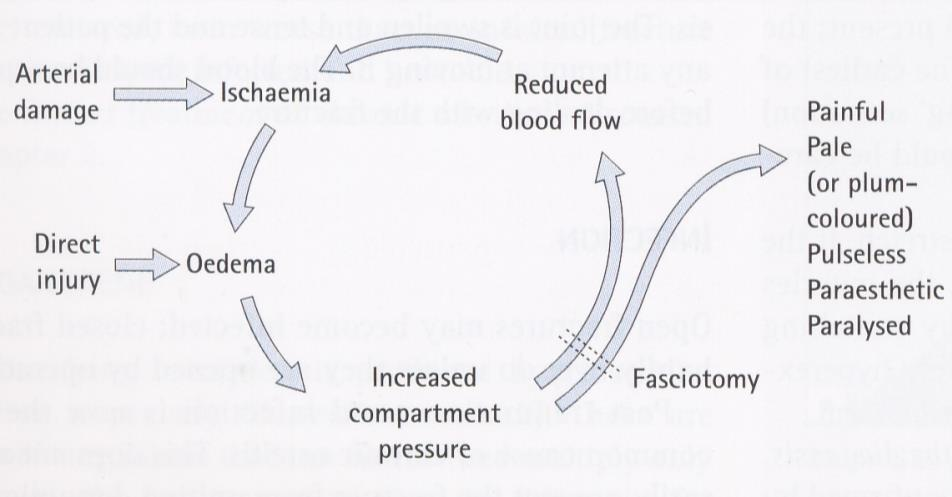 Arterial
damage
Ischaemia
Reduced
blood flow
Painful
Pale
(or plum-
coloured)
Pulseless
Paraesthetic
Paralysed
Direct
injury
Oedema
Increased
compartment
pressure
Fasciotomy